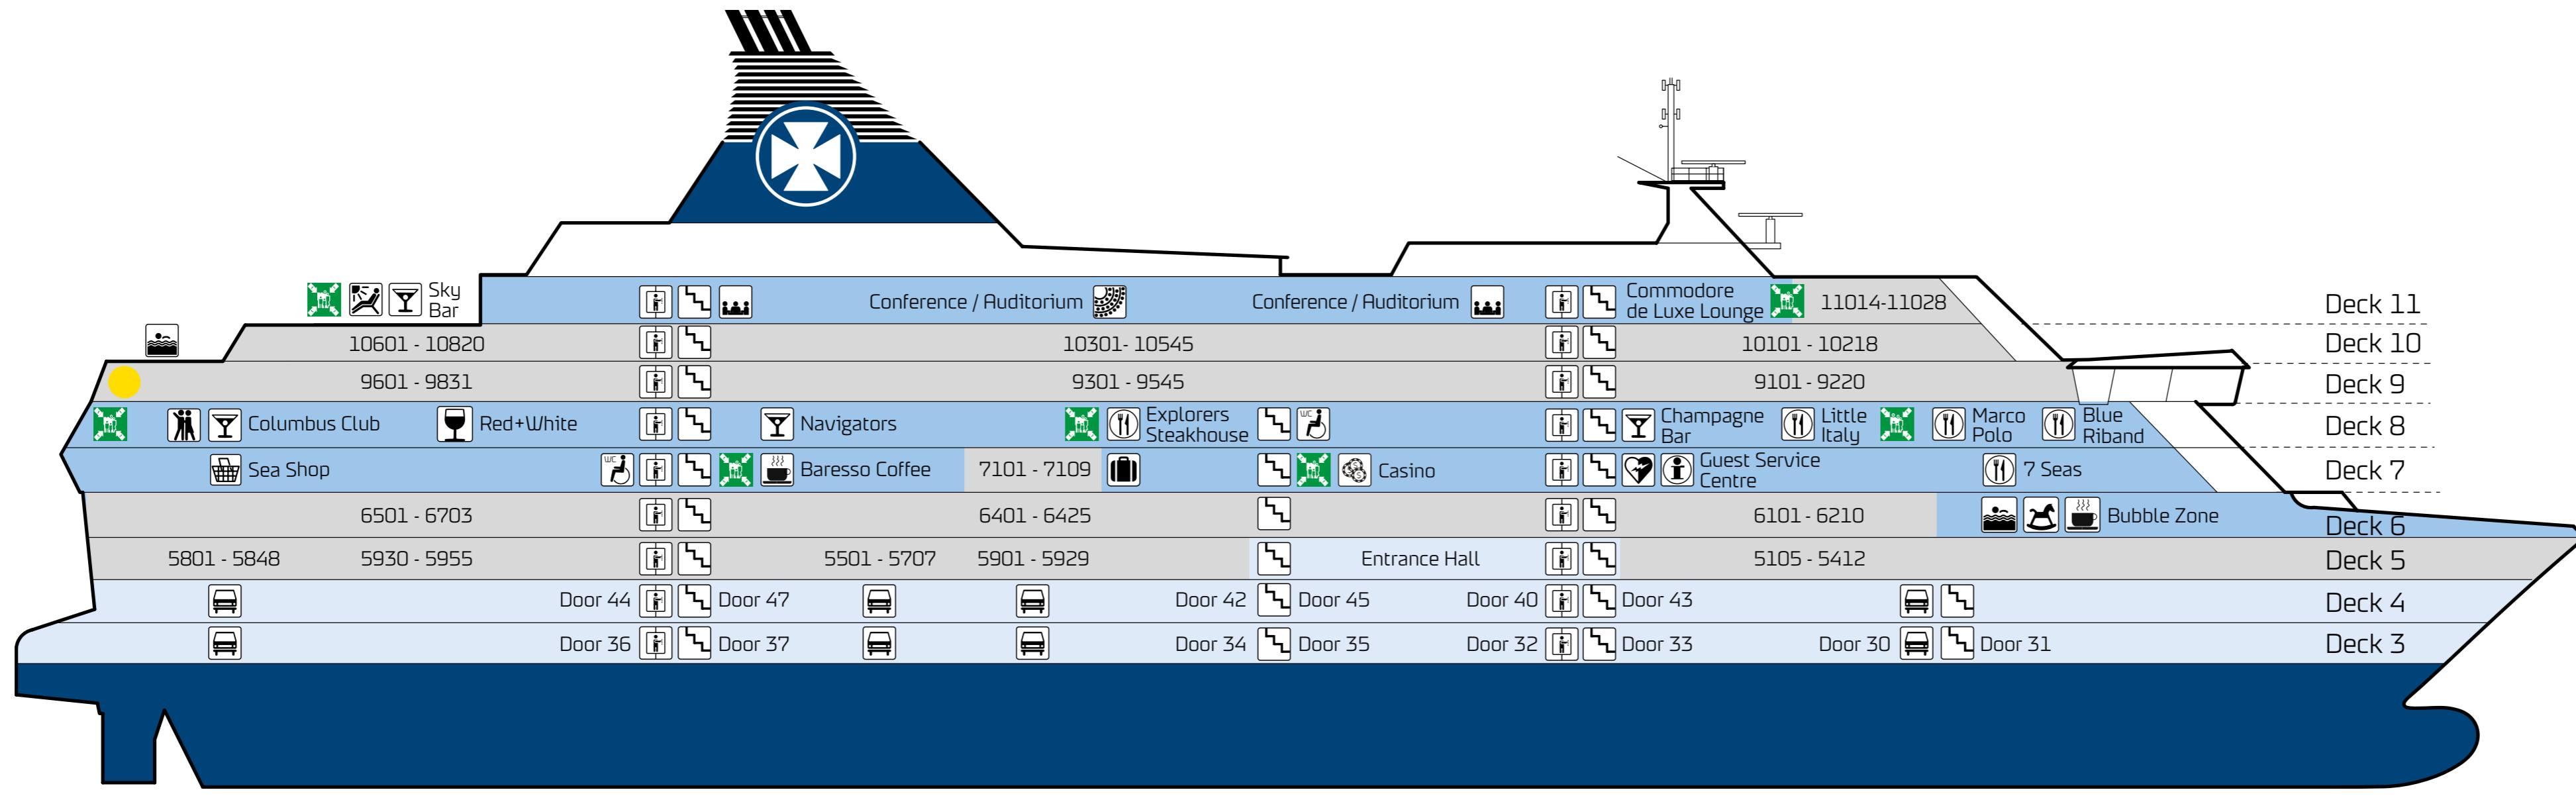 Sky
Bar
Conference / Auditorium
Conference / Auditorium
Commodore
de Luxe Lounge
11014-11028
Deck 11
10601 - 10820
10301- 10545
10101 - 10218
Deck 10
9601 - 9831
9301 - 9545
9101 - 9220
Deck 9
Columbus Club
Red+White
Navigators
Explorers
Steakhouse
WC
Champagne
Bar
Little
Italy
Marco
Polo
Blue
Riband
Deck 8
Sea Shop
WC
Baresso Coffee
7101 - 7109
Casino
Guest Service
Centre
7 Seas
Deck 7
6501 - 6703
6401 - 6425
6101 - 6210
Bubble Zone
Deck 6
5801 - 5848
5930 - 5955
5501 - 5707
5901 - 5929
Entrance Hall
5105 - 5412
Deck 5
Door 44
Door 47
Door 42
Door 45
Door 40
Door 43
Deck 4
Door 36
Door 37
Door 34
Door 35
Door 32
Door 33
Door 30
Door 31
Deck 3